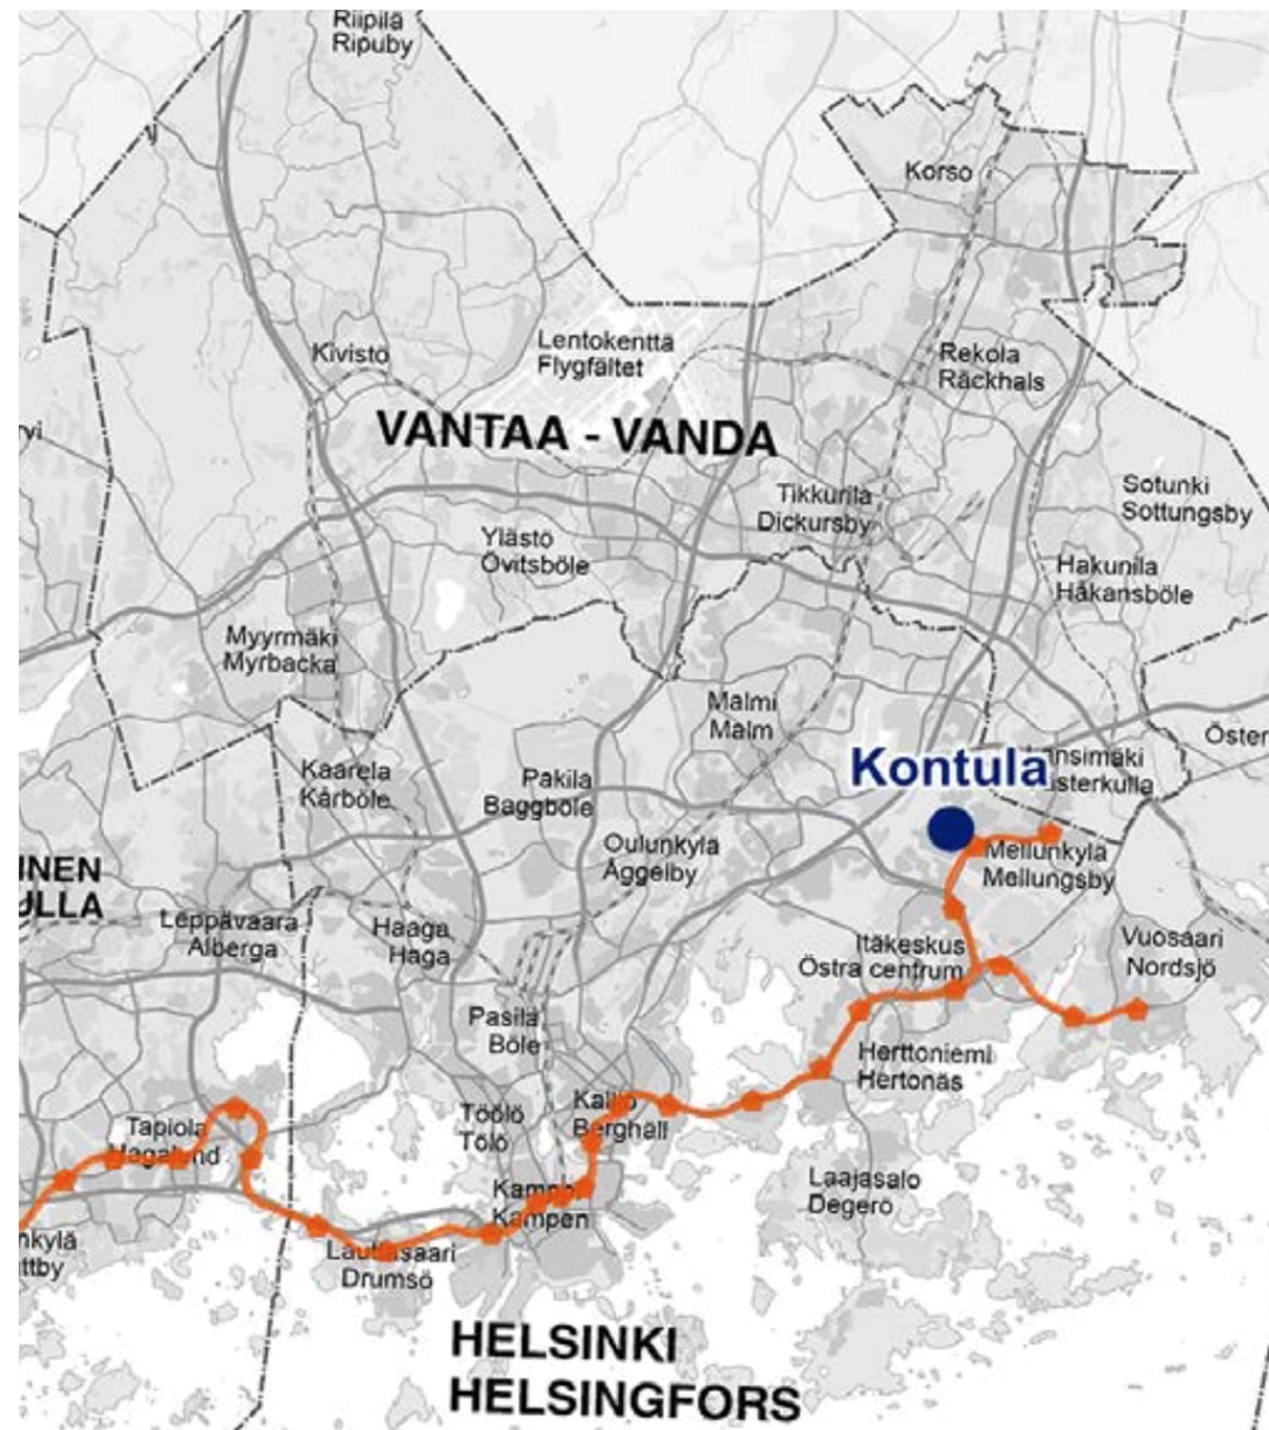 Riipilä
Ripuby
Korso
Kivistö
Lentokenttä
Flygfältet
Rekola
Räckhals
VANTAA - VANDA
Tikkurila
Dickursby
Sotunki
Sottungsby
Ylästö
Övitsböle
Hakunila
Håkansböle
Myyrmäki
Myrbacka
Malmi
Malm
Kontula
Kaarela
Kårböle
Pakila
Baggböle
Oulunkylä
Åggelby
Mellunkylä
Mellungsby
Leppävaara
Alberga
Haaga
Haga
Itäkeskus
Östra centrum
Vuosaari
Nordsjö
Pasila
Böle
Herttoniemi
Hertonäs
Tapiola
Hagalund
Töölö
Tölö
Kallio
Berghäll
Kamppi
Kampen
Laajasalo
Degerö
Lauttasaari
Drumsö
HELSINKI
HELSINGFORS